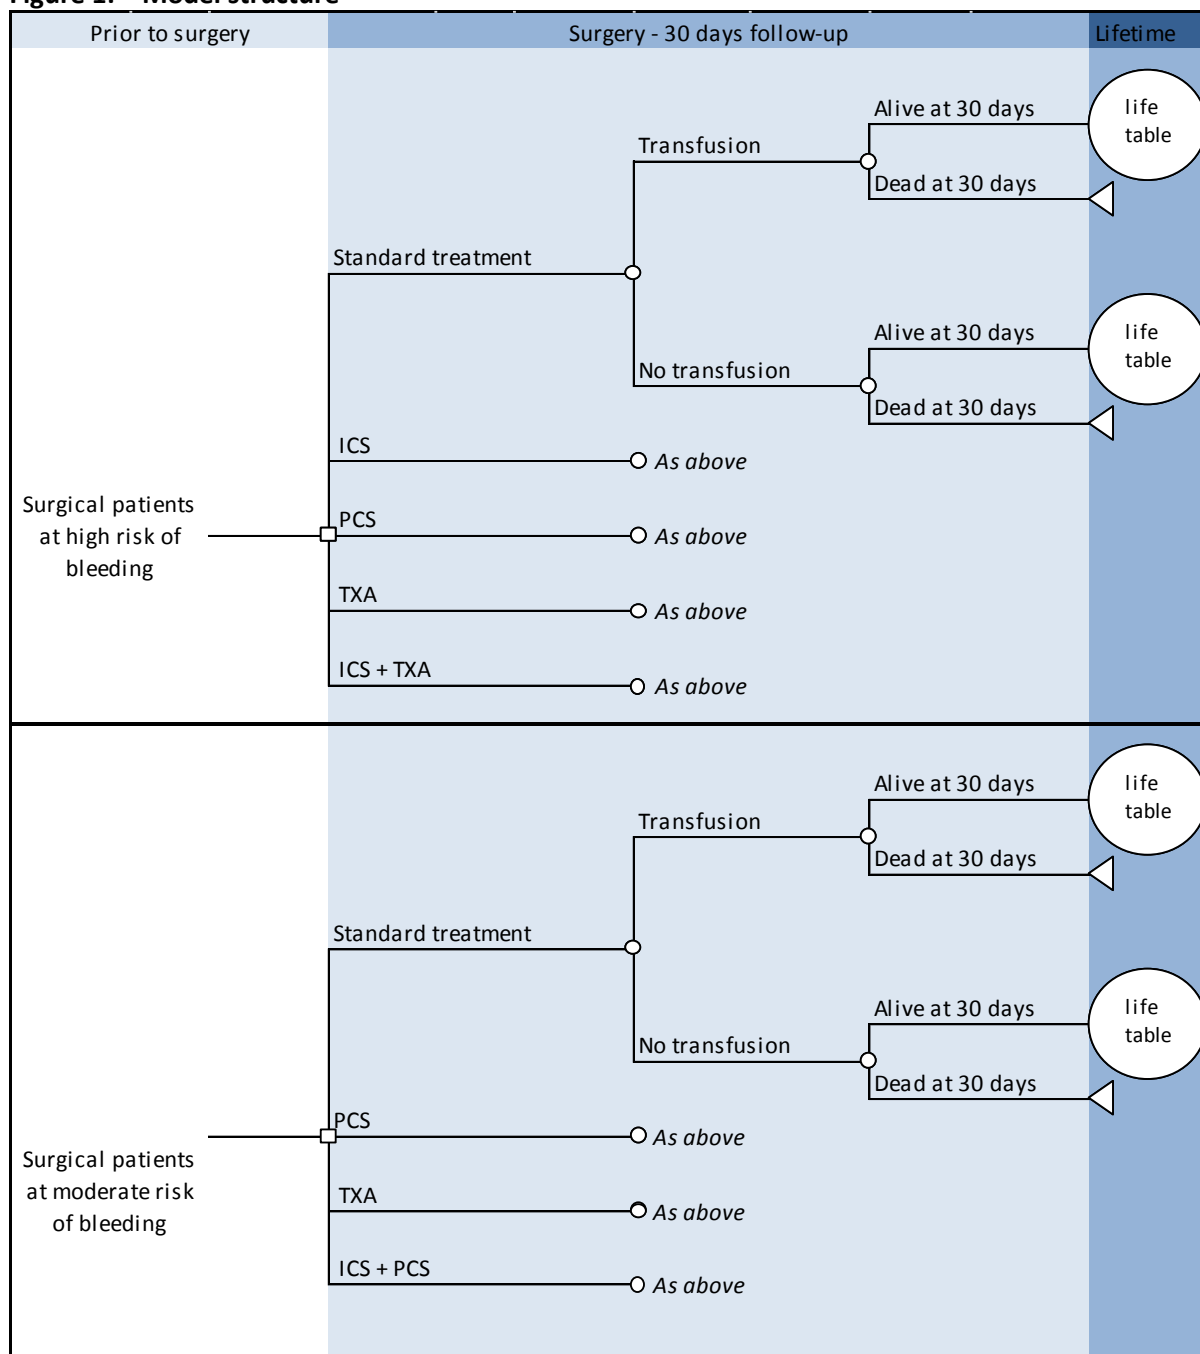 Figure 1: Model structure
Prior to surgery
Surgery - 30 days follow-up
Lifetime
Alive at 30 days
life
table
Transfusion
Dead at 30 days
Standard treatment
Alive at 30 days
life
table
No transfusion
Dead at 30 days
ICS
As above
Surgical patients
at high risk of
bleeding
PCS
As above
TXA
As above
ICS + TXA
As above
Alive at 30 days
life
table
Transfusion
Dead at 30 days
Standard treatment
Alive at 30 days
life
table
No transfusion
Dead at 30 days
PCS
As above
Surgical patients
at moderate risk
of bleeding
TXA
As above
ICS + PCS
As above